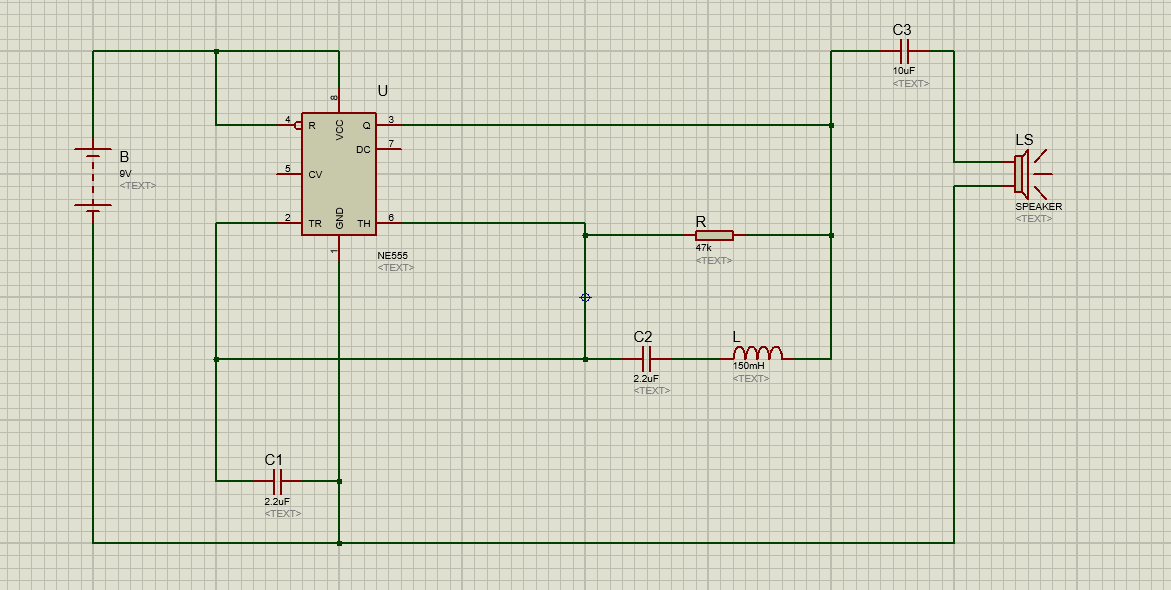 C3
10uF
<TEXT>
U
8
4 R VCC Q 3
DC 7
5 CV
2 TR GND TH 6
1
NE555
<TEXT>
B
9V
<TEXT>
LS
SPEAKER
<TEXT>
R
47k
<TEXT>
C2
2.2uF
<TEXT>
L
150mH
<TEXT>
C1
2.2uF
<TEXT>